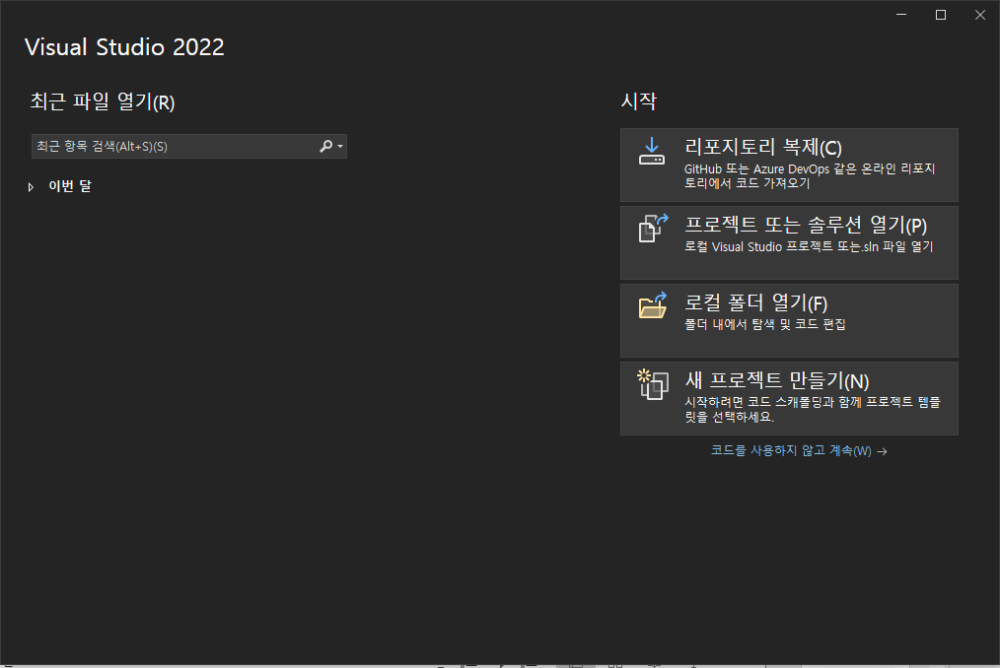 Visual Studio 2022
최근 파일 열기(R)
최근 항목 검색(Alt+S)(S)
이번 달
시작
리포지토리 복제(C)
GitHub 또는 Azure DevOps 같은 온라인 리포지
토리에서 코드 가져오기
프로젝트 또는 솔루션 열기(P)
로컬 Visual Studio 프로젝트 또는.sln 파일 열기
로컬 폴더 열기(F)
폴더 내에서 탐색 및 코드 편집
새 프로젝트 만들기(N)
시작하려면 코드 스캐폴딩과 함께 프로젝트 템플
릿을 선택하세요.
코드를 사용하지 않고 계속(W) →